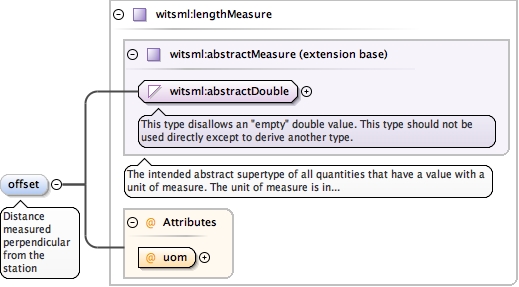 witsml:lengthMeasure
witsml:abstractMeasure (extension base)
witsml:abstractDouble
This type disallows an "empty" double value. This type should not be
used directly except to derive another type.
The intended abstract supertype of all quantities that have a value with a
unit of measure. The unit of measure is in...
offset
Distance
measured
perpendicular
from the
station
@ Attributes
@ uom